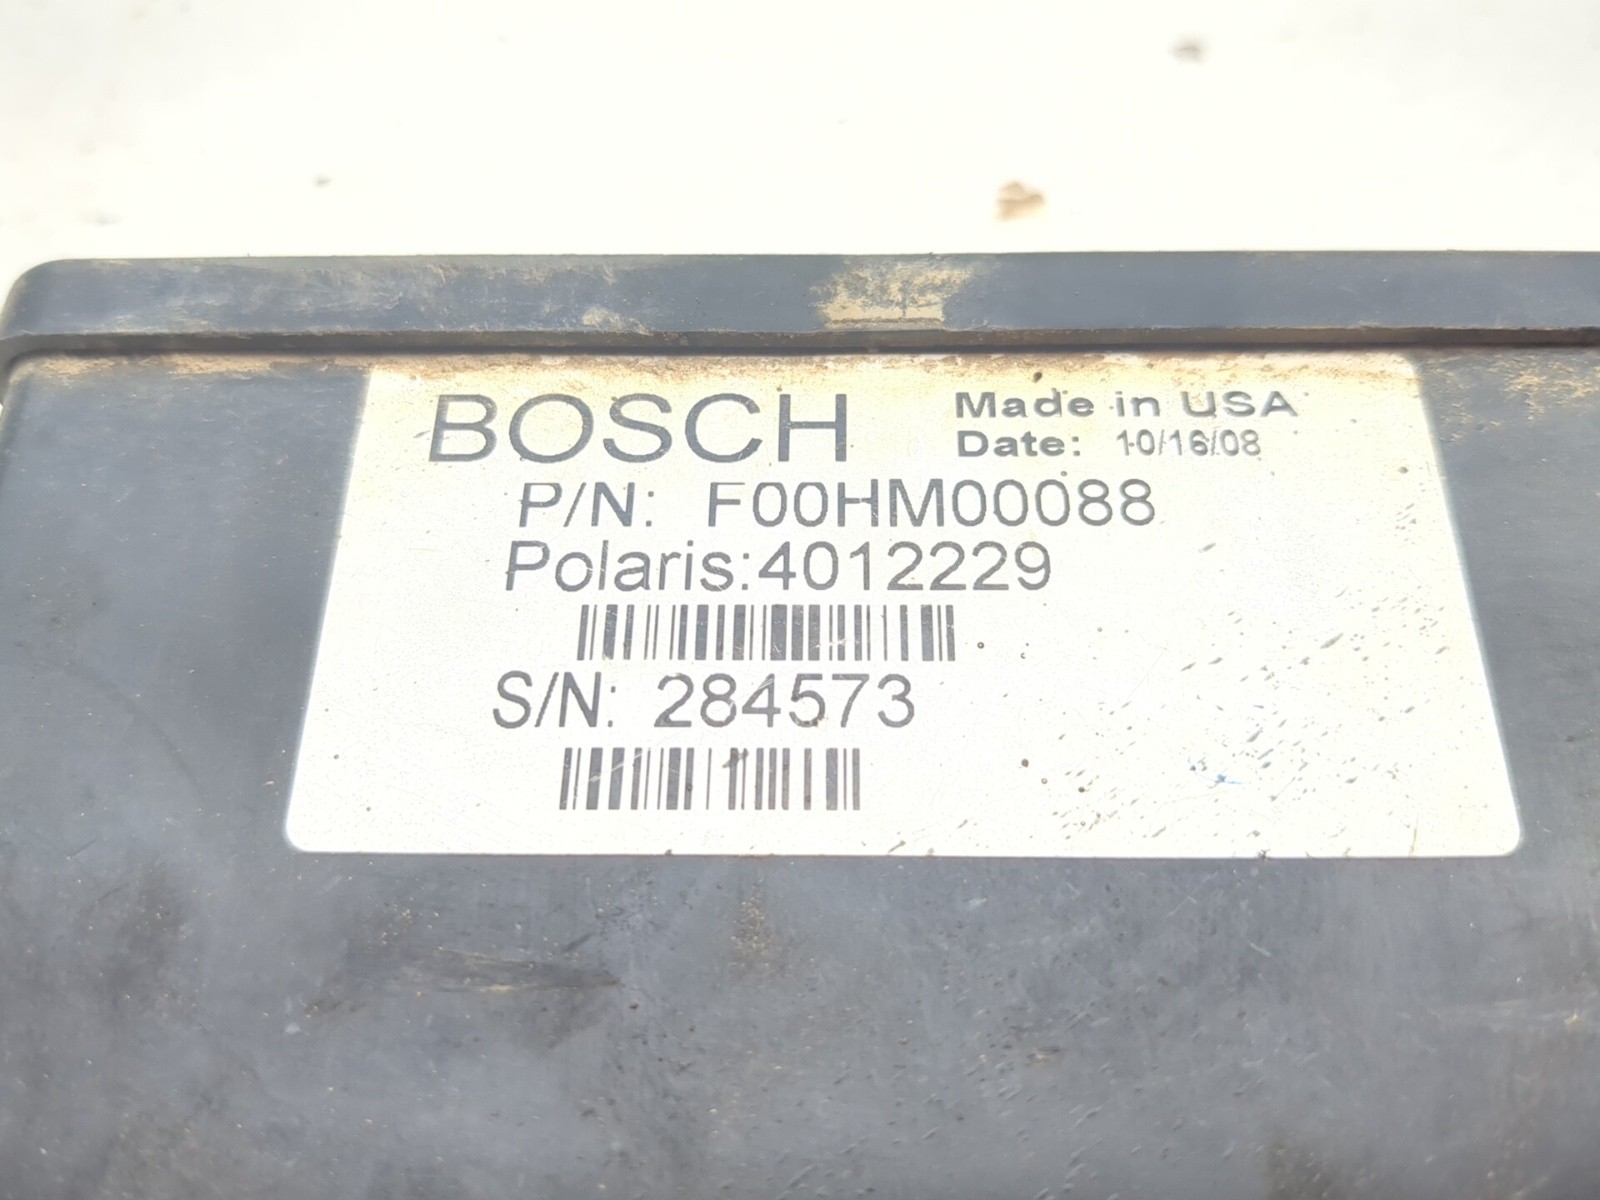 BOSCH
Made in USA
Date: 10/16/08
P/N: F00HM00088
Polaris:4012229
S/N: 284573